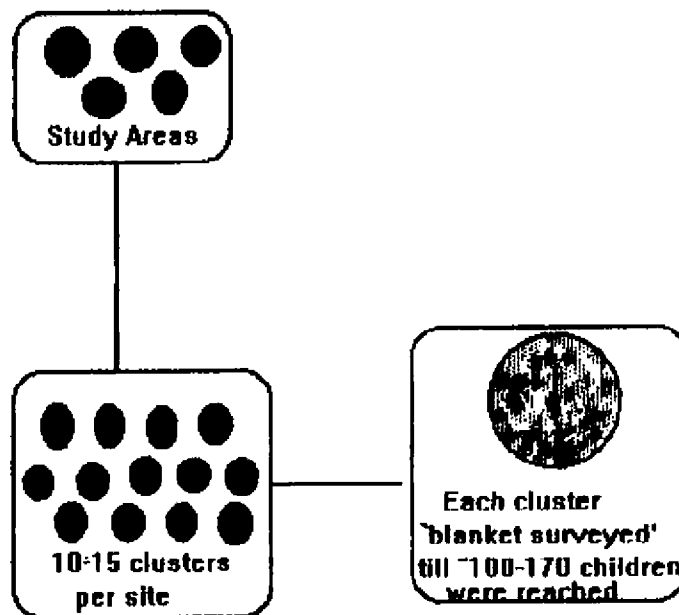 Study Areas
10-15 clusters
per site
Each cluster
`blanket surveyed'
till ~100-170 children
were reached